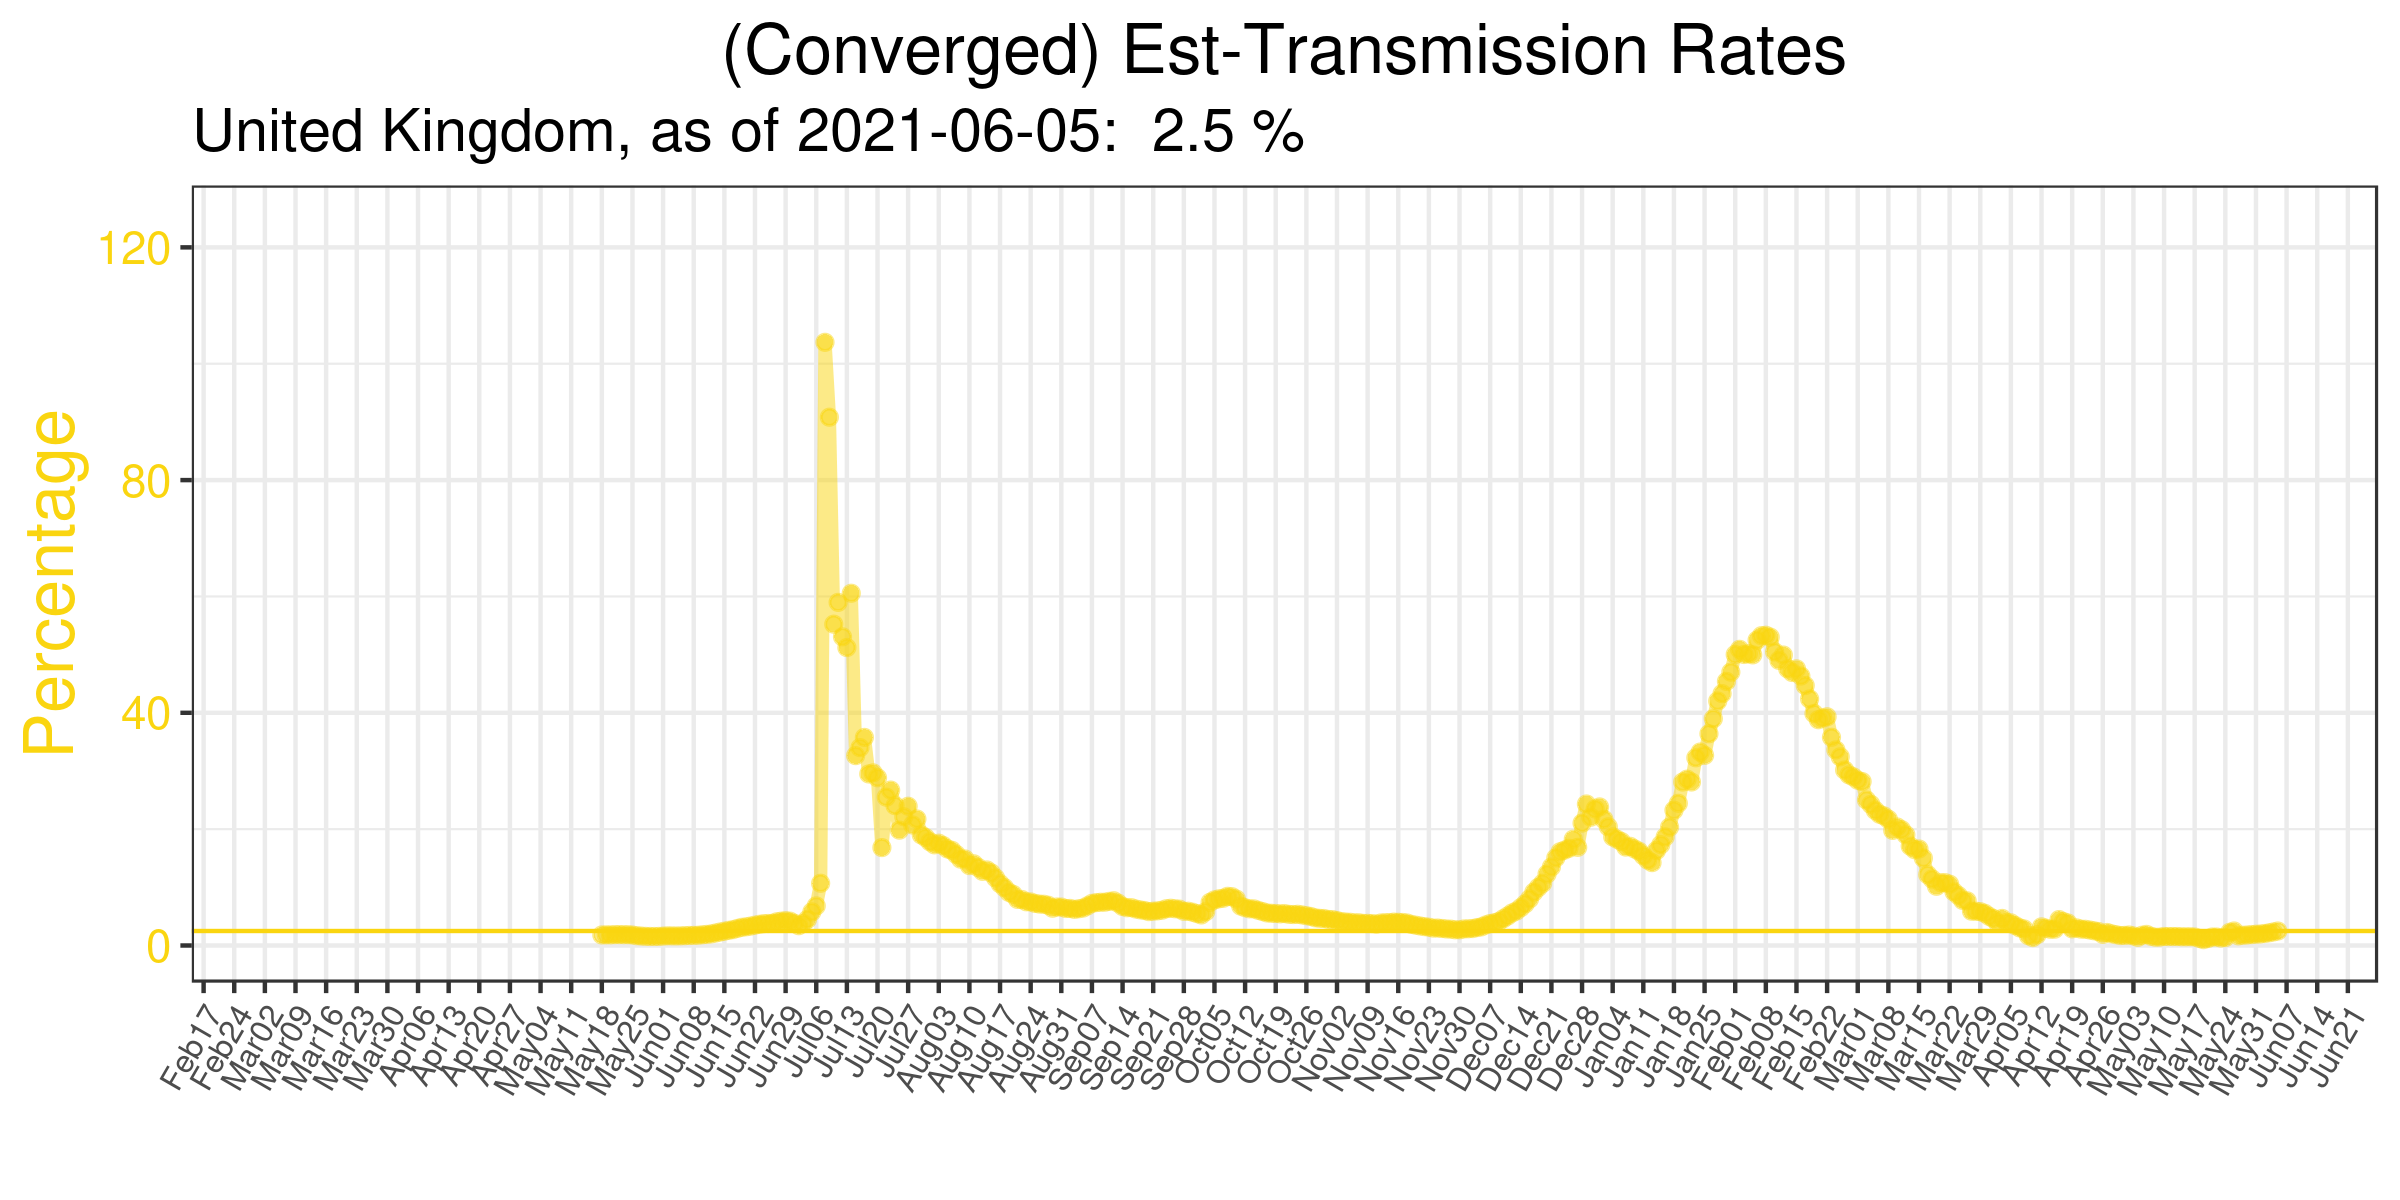 (Converged) Est-Transmission Rates
United Kingdom, as of 2021-06-05:  2.5 %
Percentage
120
80
40
0
Feb17 Feb24 Mar02 Mar09 Mar16 Mar23 Mar30 Apr06 Apr13 Apr20 Apr27 May04 May11 May18 May25 Jun01 Jun08 Jun15 Jun22 Jun29 Jul06 Jul13 Jul20 Jul27 Aug03 Aug10 Aug17 Aug24 Aug31 Sep07 Sep14 Sep21 Sep28 Oct05 Oct12 Oct19 Oct26 Nov02 Nov09 Nov16 Nov23 Nov30 Dec07 Dec14 Dec21 Dec28 Jan04 Jan11 Jan18 Jan25 Feb01 Feb08 Feb15 Feb22 Mar01 Mar08 Mar15 Mar22 Mar29 Apr05 Apr12 Apr19 Apr26 May03 May10 May17 May24 May31 Jun07 Jun14 Jun21